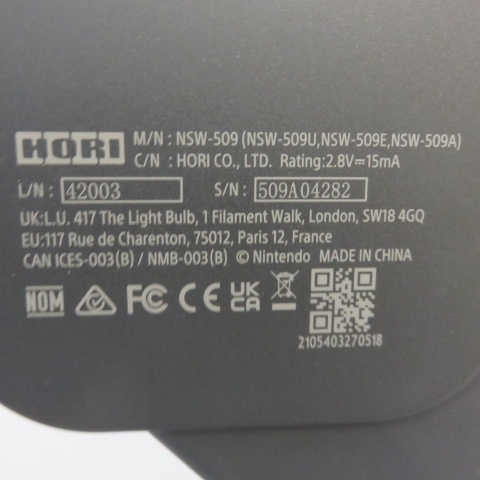 HORI M/N : NSW-509 (NSW-509U,NSW-509E,NSW-509A)
C/N : HORI CO., LTD. Rating:2.8V⎓15mA
L/N : 42003 S/N : 509A04282
UK:L.U. 417 The Light Bulb, 1 Filament Walk, London, SW18 4GQ
EU:117 Rue de Charenton, 75012, Paris 12, France
CAN ICES-003(B) / NMB-003(B) © Nintendo MADE IN CHINA
NOM FC CE UK CA
2105403270518